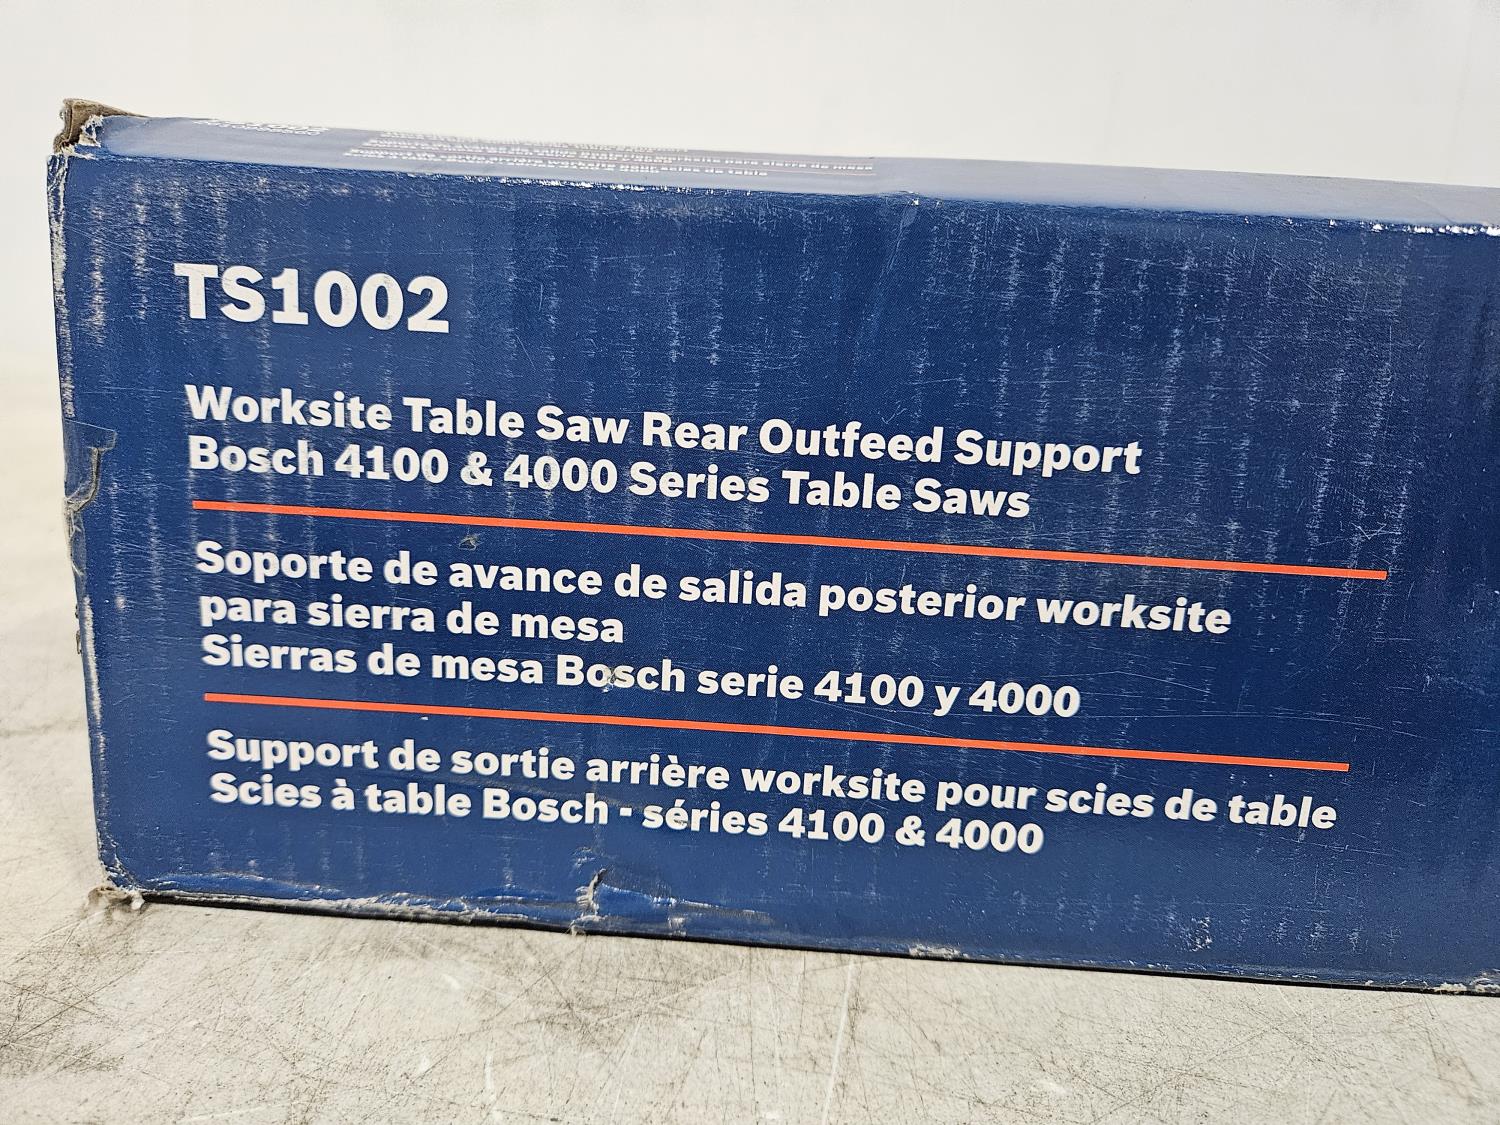 TS1002
Worksite Table Saw Rear Outfeed Support
Bosch 4100 & 4000 Series Table Saws
Soporte de avance de salida posterior worksite
para sierra de mesa
Sierras de mesa Bosch serie 4100 y 4000
Support de sortie arrière worksite pour scies de table
Scies à table Bosch - séries 4100 & 4000